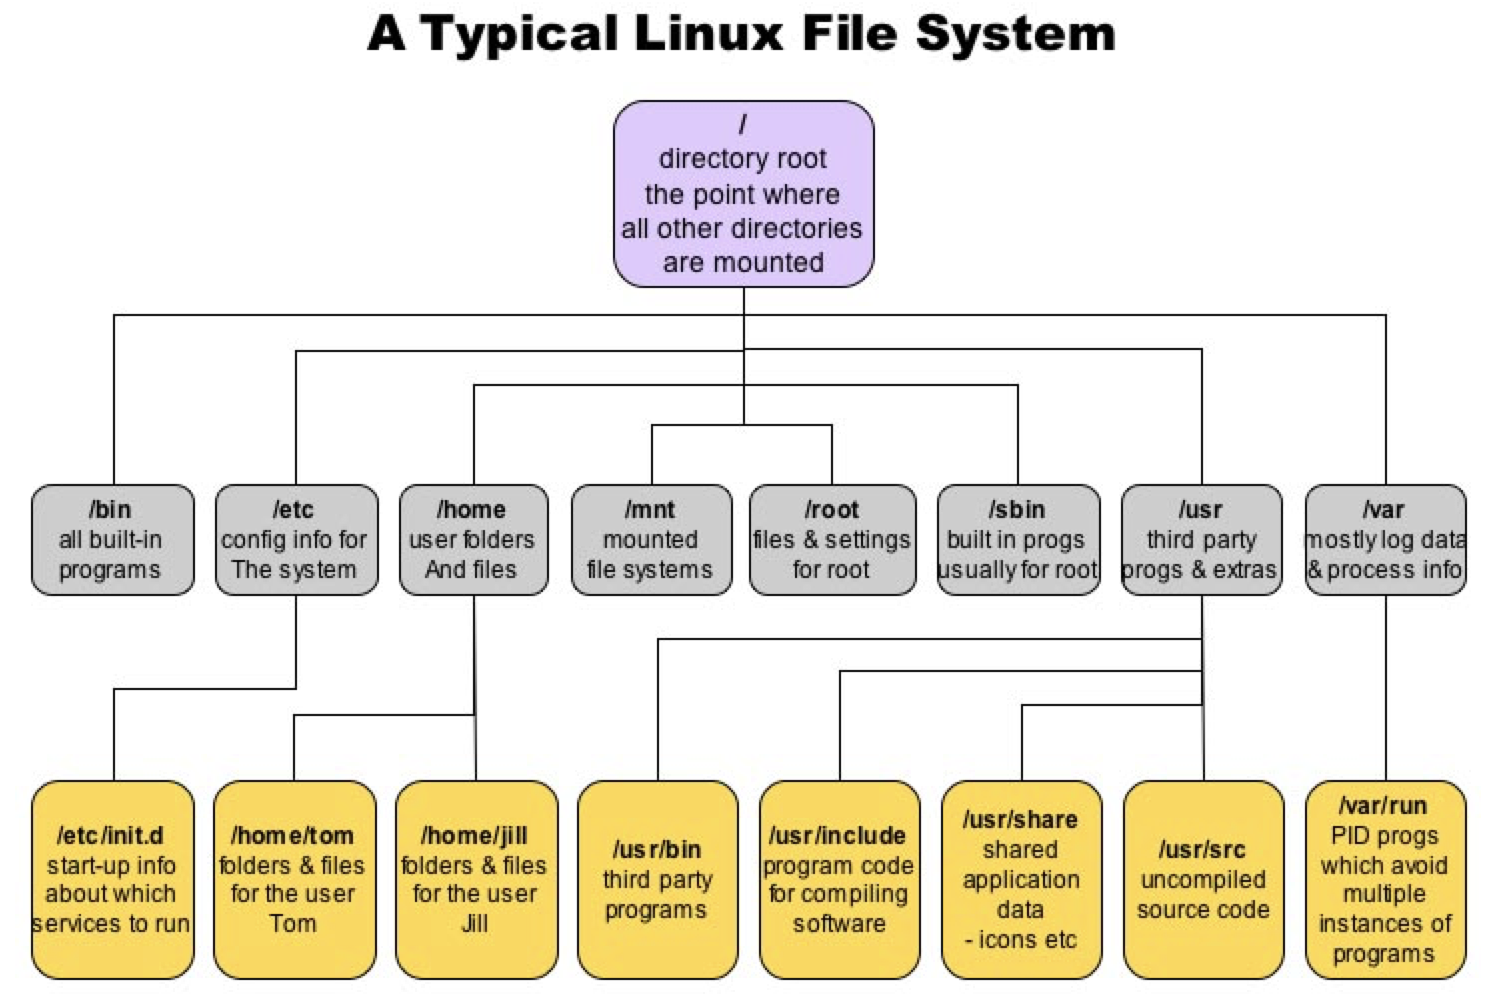 A Typical Linux File System
/
directory root
the point where
all other directories
are mounted
/bin
all built-in
programs
/etc
config info for
The system
/home
user folders
And files
/mnt
mounted
file systems
/root
files & settings
for root
/sbin
built in progs
usually for root
/usr
third party
progs & extras
/var
mostly log data
& process info
/etc/init.d
start-up info
about which
services to run
/home/tom
folders & files
for the user
Tom
/home/jill
folders & files
for the user
Jill
/usr/bin
third party
programs
/usr/include
program code
for compiling
software
/usr/share
shared
application
data
- icons etc
/usr/src
uncompiled
source code
/var/run
PID progs
which avoid
multiple
instances of
programs